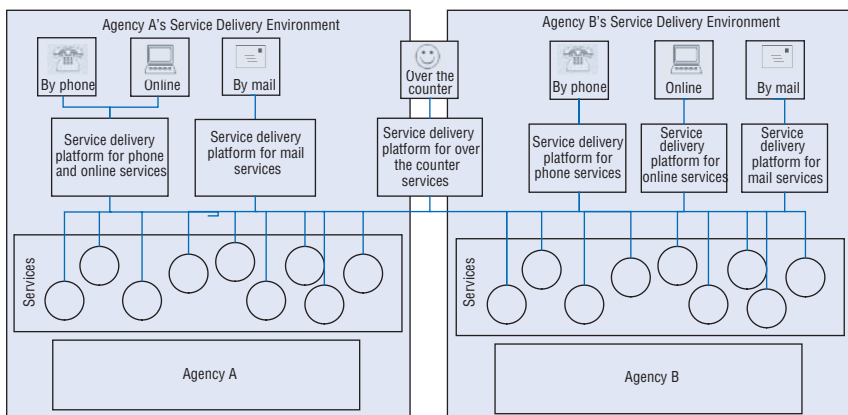 Agency A's Service Delivery Environment
By phone
Online
By mail
Service delivery
platform for phone
and online services
Service delivery
platform for mail
services
Over the
counter
Service delivery
platform for over
the counter
services
Services
Agency A
Agency B's Service Delivery Environment
By phone
Online
By mail
Service delivery
platform for
phone services
Service
delivery
platform for
online services
Service
delivery
platform for
mail services
Services
Agency B